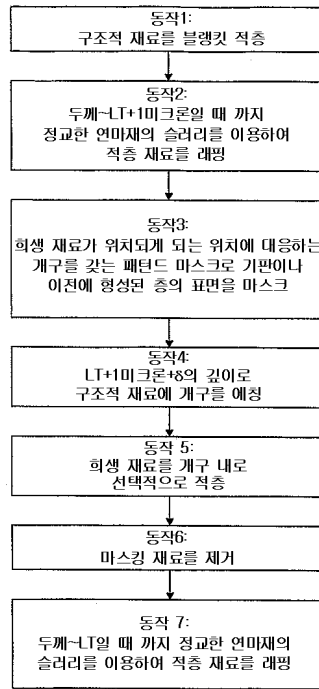 동작1:
구조적 재료를 블랭킷 적층
동작2:
두께~LT+1미크론일 때 까지
정교한 연마재의 슬러리를 이용하여
적층 재료를 래핑
동작3:
희생 재료가 위치되게 되는 위치에 대응하는
개구를 갖는 패턴드 마스크로 기판이나
이전에 형성된 층의 표면을 마스크
동작4:
LT+1미크론+δ의 깊이로
구조적 재료에 개구를 에칭
동작 5:
희생 재료를 개구 내로
선택적으로 적층
동작6:
마스킹 재료를 제거
동작 7:
두께~LT일 때 까지 정교한 연마재의
슬러리를 이용하여 적층 재료를 래핑